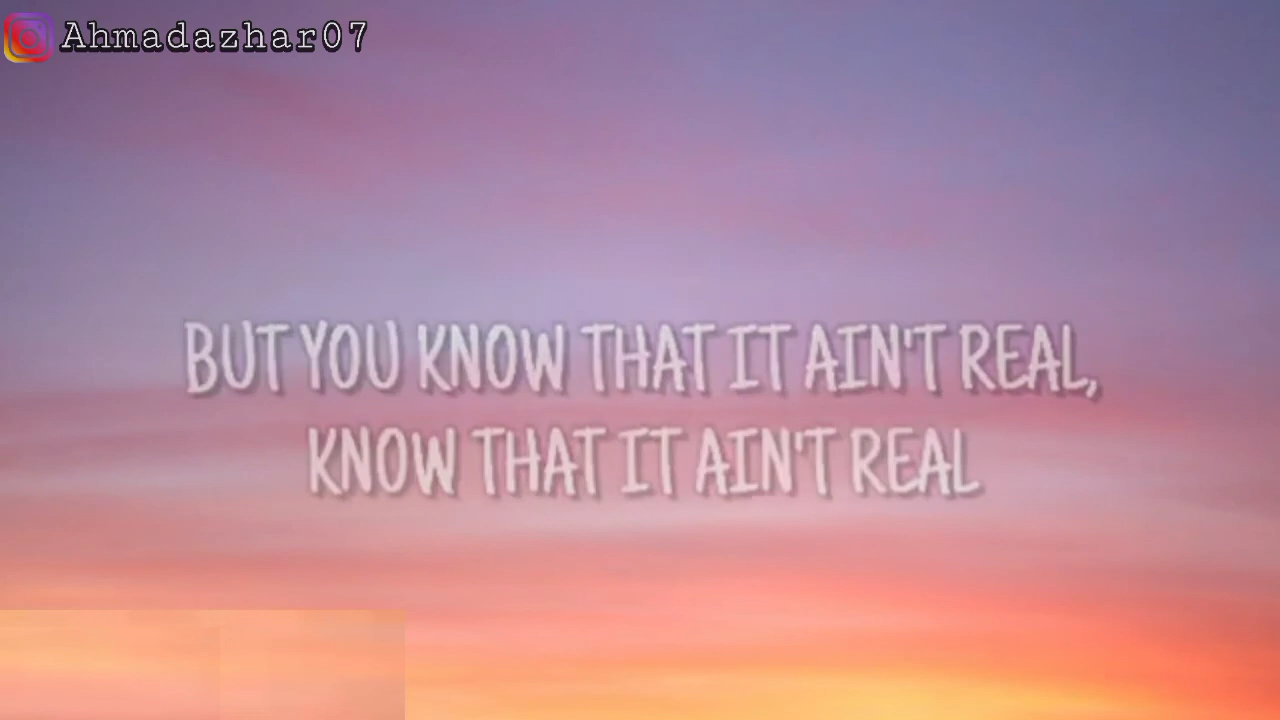 Ahmadazhar07
BUT YOU KNOW THAT IT AIN'T REAL,
KNOW THAT IT AIN'T REAL